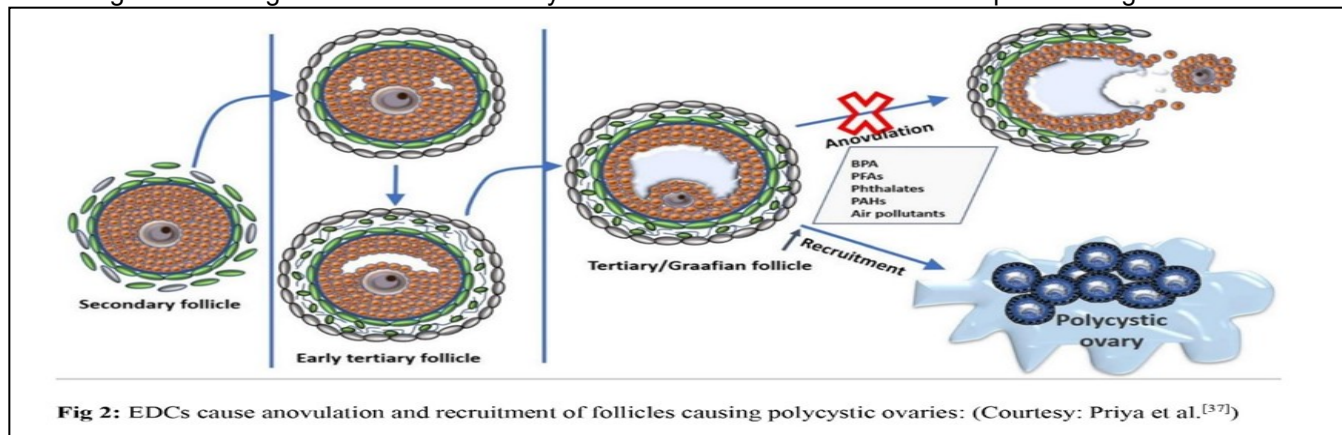 Secondary follicle
Early tertiary follicle
Tertiary/Graafian follicle
Anovulation
BPA
PFAs
Phthalates
PAHs
Air pollutants
Recruitment
Polycystic
ovary
Fig 2: EDCs cause anovulation and recruitment of follicles causing polycystic ovaries: (Courtesy: Priya et al.[37])